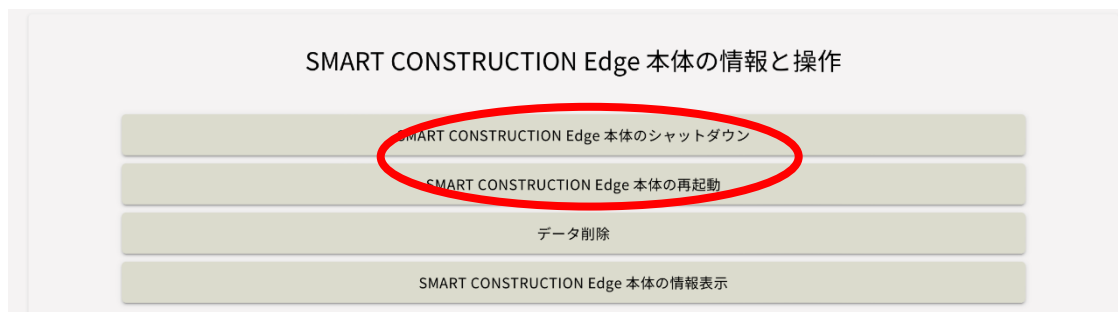 SMART CONSTRUCTION Edge 本体の情報と操作
SMART CONSTRUCTION Edge 本体のシャットダウン
SMART CONSTRUCTION Edge 本体の再起動
データ削除
SMART CONSTRUCTION Edge 本体の情報表示